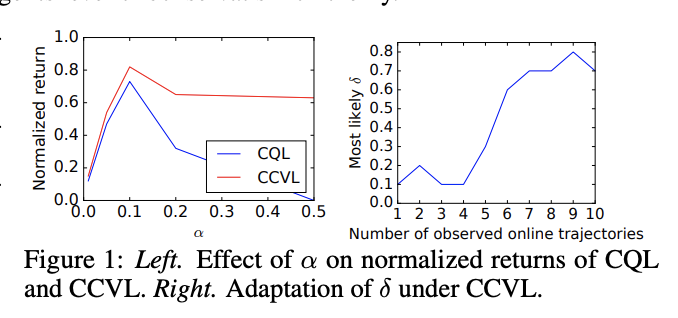 Normalized return
1.0
0.8
0.6
0.4
0.2
0.0
0.0 0.1 0.2 0.3 0.4 0.5
α
CQL
CCVL
Most likely δ
0.8
0.7
0.6
0.5
0.4
0.3
0.2
0.1
0.0
1 2 3 4 5 6 7 8 9 10
Number of observed online trajectories
Figure 1: Left. Effect of α on normalized returns of CQL
and CCVL. Right. Adaptation of δ under CCVL.